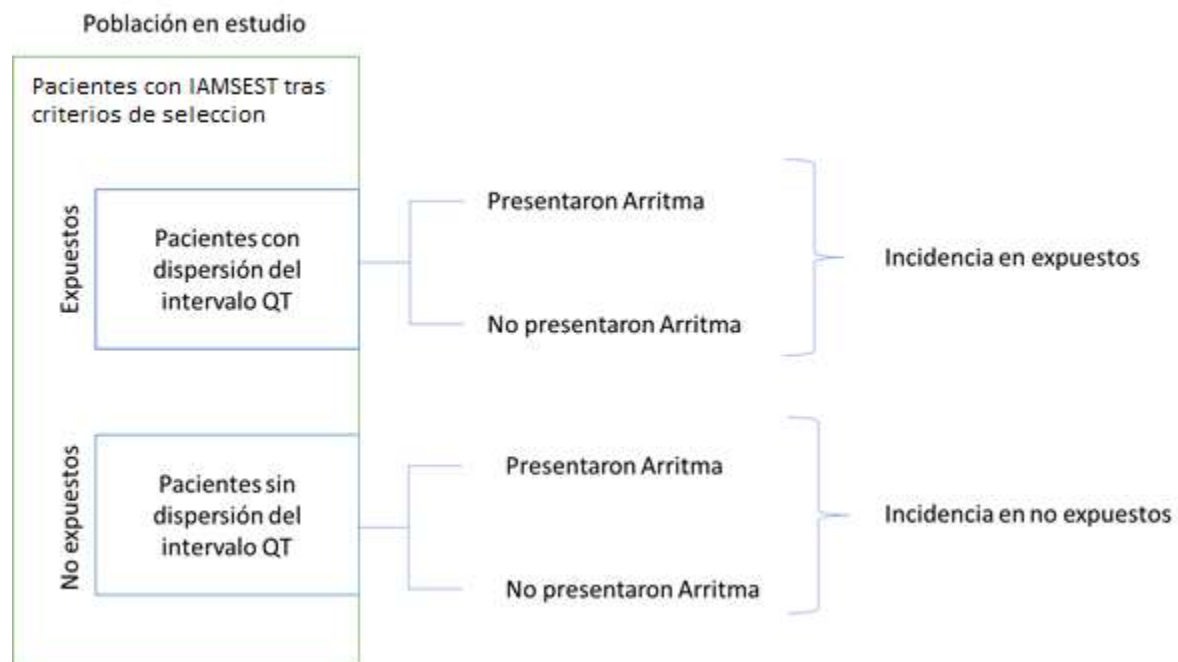 Población en estudio
Pacientes con IAMSEST tras
criterios de seleccion
Expuestos
Pacientes con
dispersión del
intervalo QT
Presentaron Arritma
No presentaron Arritma
Incidencia en expuestos
No expuestos
Pacientes sin
dispersión del
intervalo QT
Presentaron Arritma
No presentaron Arritma
Incidencia en no expuestos